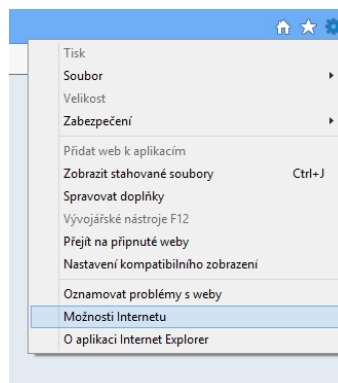 Tisk
Soubor
Velikost
Zabezpečení
Přidat web k aplikacím
Zobrazit stahované soubory Ctrl+J
Spravovat doplňky
Vývojářské nástroje F12
Přejít na připnuté weby
Nastavení kompatibilního zobrazení
Oznamovat problémy s weby
Možnosti Internetu
O aplikaci Internet Explorer